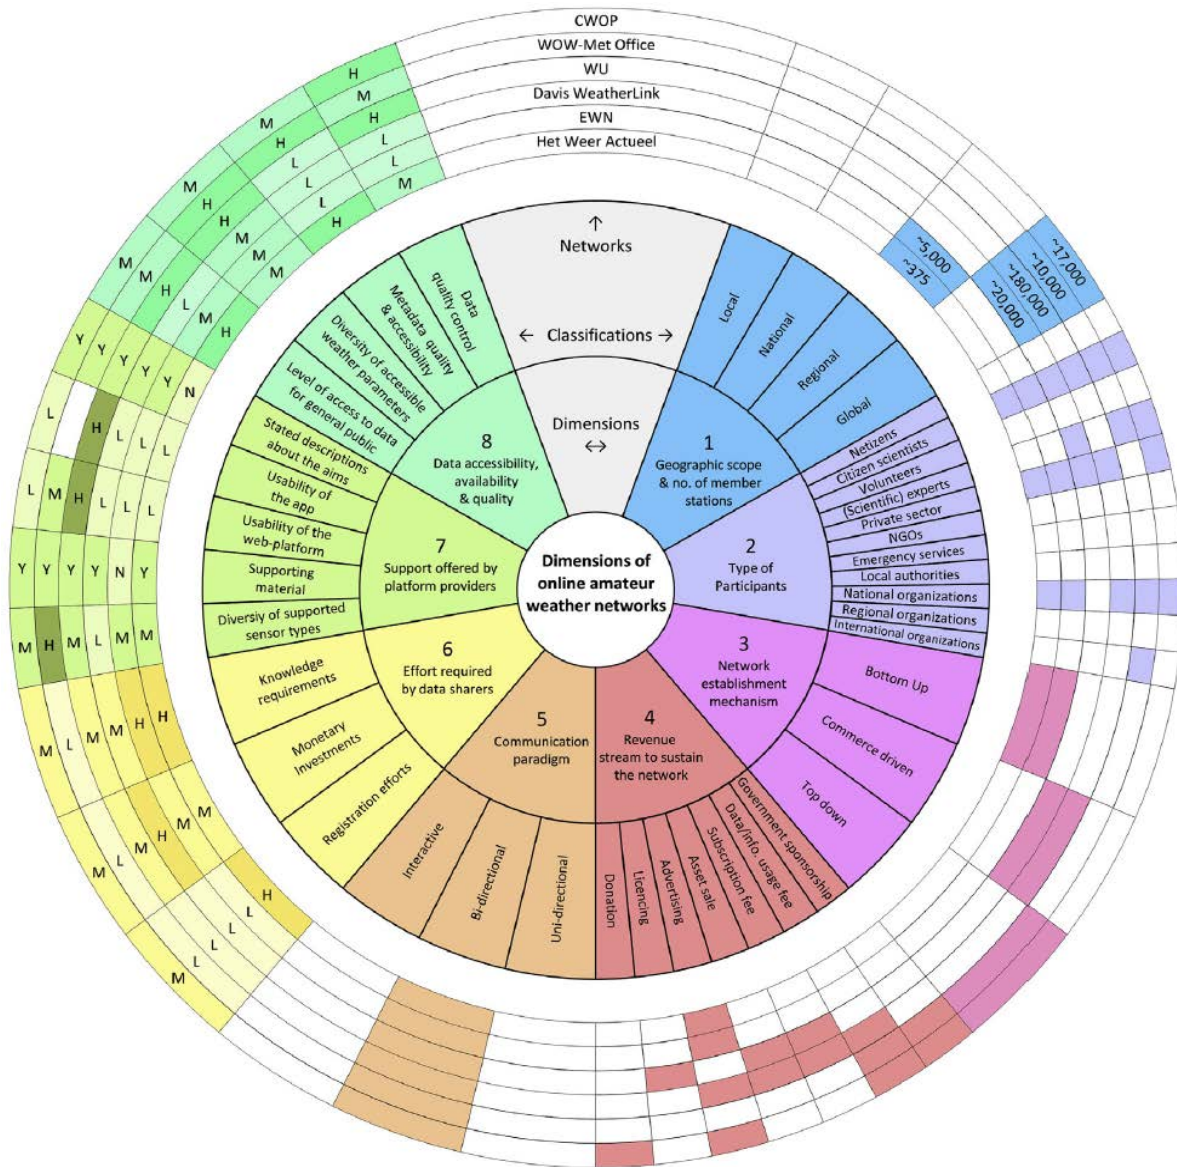 CWOP
WOW-Met Office
WU
Davis WeatherLink
EWN
Het Weer Actueel
↑
Networks
← Classifications →
Dimensions
↔
Dimensions of
online amateur
weather networks
1
Geographic scope
& no. of member
stations
Local
National
Regional
Global
~5,000
~375
~17,000
~10,000
~180,000
~20,000
2
Type of
Participants
Netizens
Citizen scientists
Volunteers
(Scientific) experts
Private sector
NGOs
Emergency services
Local authorities
National organizations
Regional organizations
International organizations
3
Network
establishment
mechanism
Bottom Up
Commerce driven
Top down
4
Revenue
stream to sustain
the network
Government sponsorship
Data/info. usage fee
Subscription fee
Asset sale
Advertising
Licencing
Donation
5
Communication
paradigm
Uni-directional
Bi-directional
Interactive
6
Effort required
by data sharers
Registration efforts
M L L L L H
Monetary
Investments
M L M H M M
Knowledge
requirements
M L M M H H
7
Support offered by
platform providers
Diversiy of supported
sensor types
M H M L M M
Supporting
material
Y Y Y Y N Y
Usability of the
web-platform
L M H L L L
Usability of
the app
L H L L L
Stated descriptions
about the aims
Y Y Y Y Y N
8
Data accessibility,
availability
& quality
Level of access to data
for general public
M M H L M H
Diversity of accessible
weather parameters
M H H M M M
Metadata quality
& accessibility
M H L L L H
Data
quality control
H M H L L M